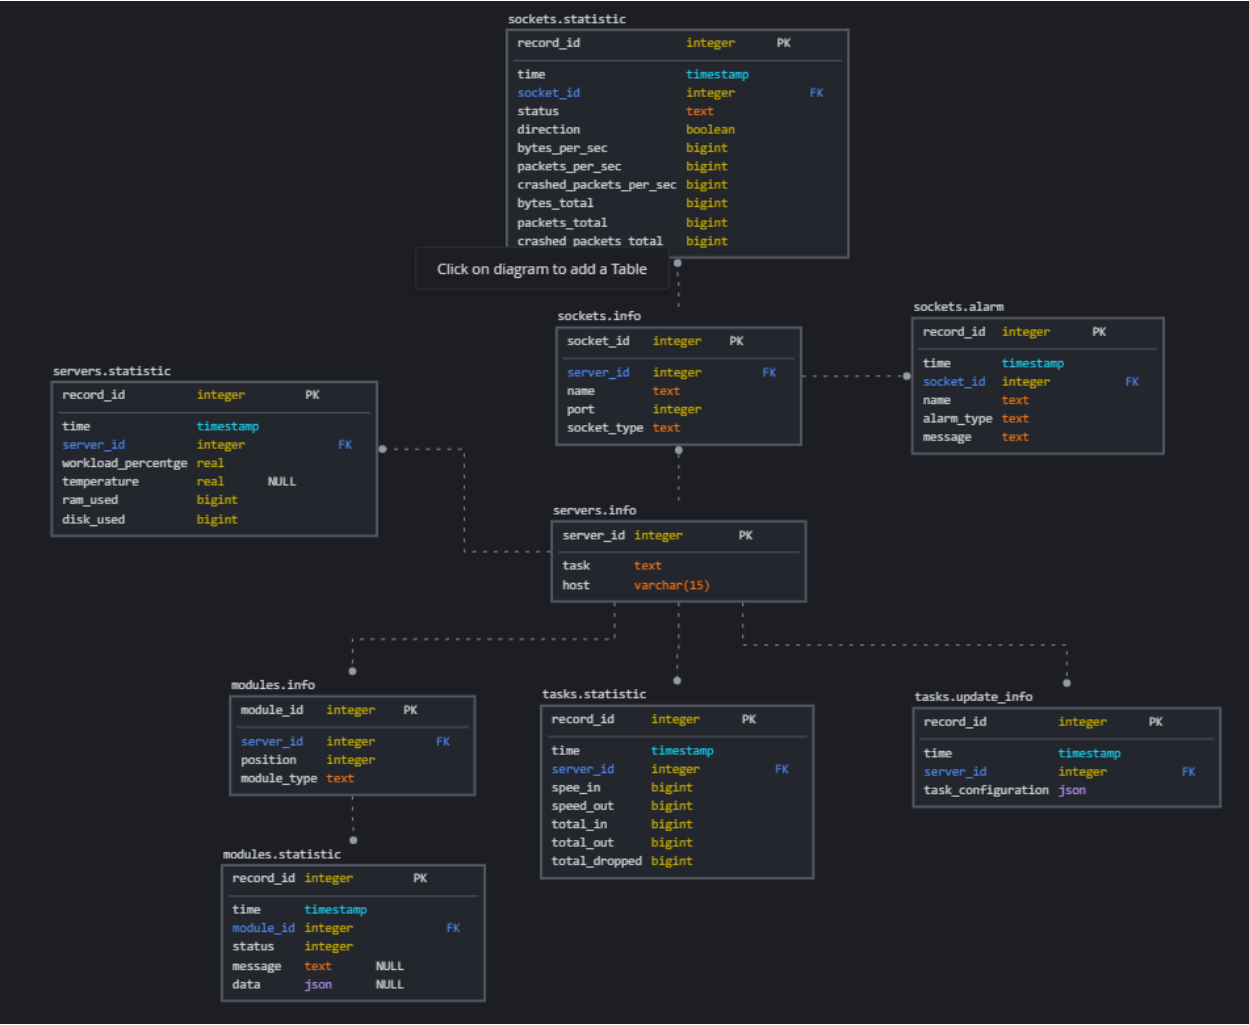 sockets.statistic
record_id integer PK
time timestamp
socket_id integer FK
status text
direction boolean
bytes_per_sec bigint
packets_per_sec bigint
crashed_packets_per_sec bigint
bytes_total bigint
packets_total bigint
crashed_packets_total bigint
Click on diagram to add a Table
sockets.info
socket_id integer PK
server_id integer FK
name text
port integer
socket_type text
sockets.alarm
record_id integer PK
time timestamp
socket_id integer FK
name text
alarm_type text
message text
servers.statistic
record_id integer PK
time timestamp
server_id integer FK
workload_percentge real
temperature real NULL
ram_used bigint
disk_used bigint
servers.info
server_id integer PK
task text
host varchar(15)
modules.info
module_id integer PK
server_id integer FK
position integer
module_type text
tasks.statistic
record_id integer PK
time timestamp
server_id integer FK
spee_in bigint
speed_out bigint
total_in bigint
total_out bigint
total_dropped bigint
tasks.update_info
record_id integer PK
time timestamp
server_id integer FK
task_configuration json
modules.statistic
record_id integer PK
time timestamp
module_id integer FK
status integer
message text NULL
data json NULL